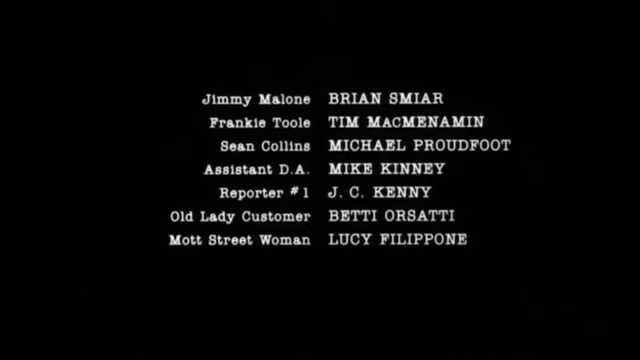 Jimmy Malone BRIAN SMIAR
Frankie Toole TIM MACMENAMIN
Sean Collins MICHAEL PROUDFOOT
Assistant D.A. MIKE KINNEY
Reporter #1 J. C. KENNY
Old Lady Customer BETTI ORSATTI
Mott Street Woman LUCY FILIPPONE